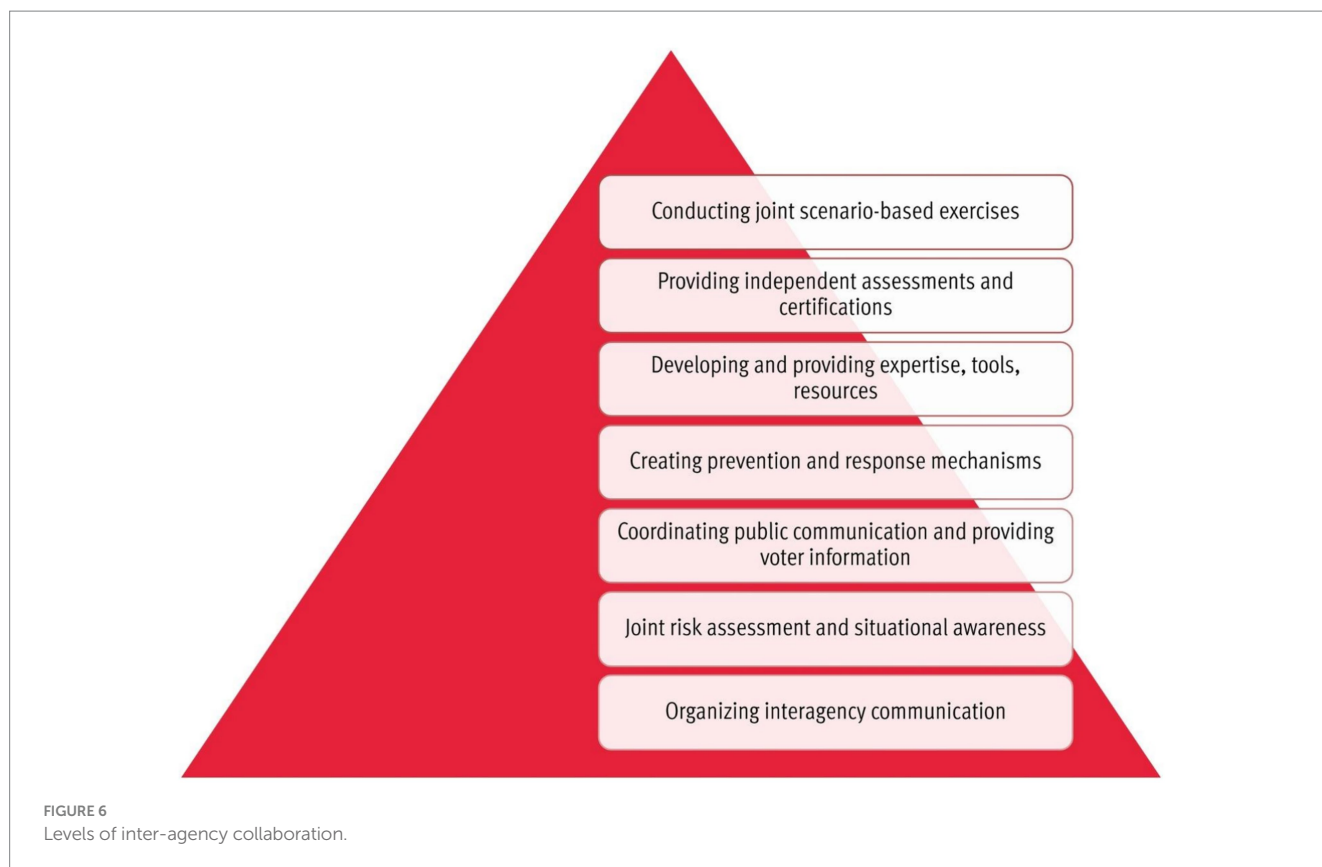 Conducting joint scenario-based exercises
Providing independent assessments and
certifications
Developing and providing expertise, tools,
resources
Creating prevention and response mechanisms
Coordinating public communication and providing
voter information
Joint risk assessment and situational awareness
Organizing interagency communication
FIGURE 6
Levels of inter-agency collaboration.